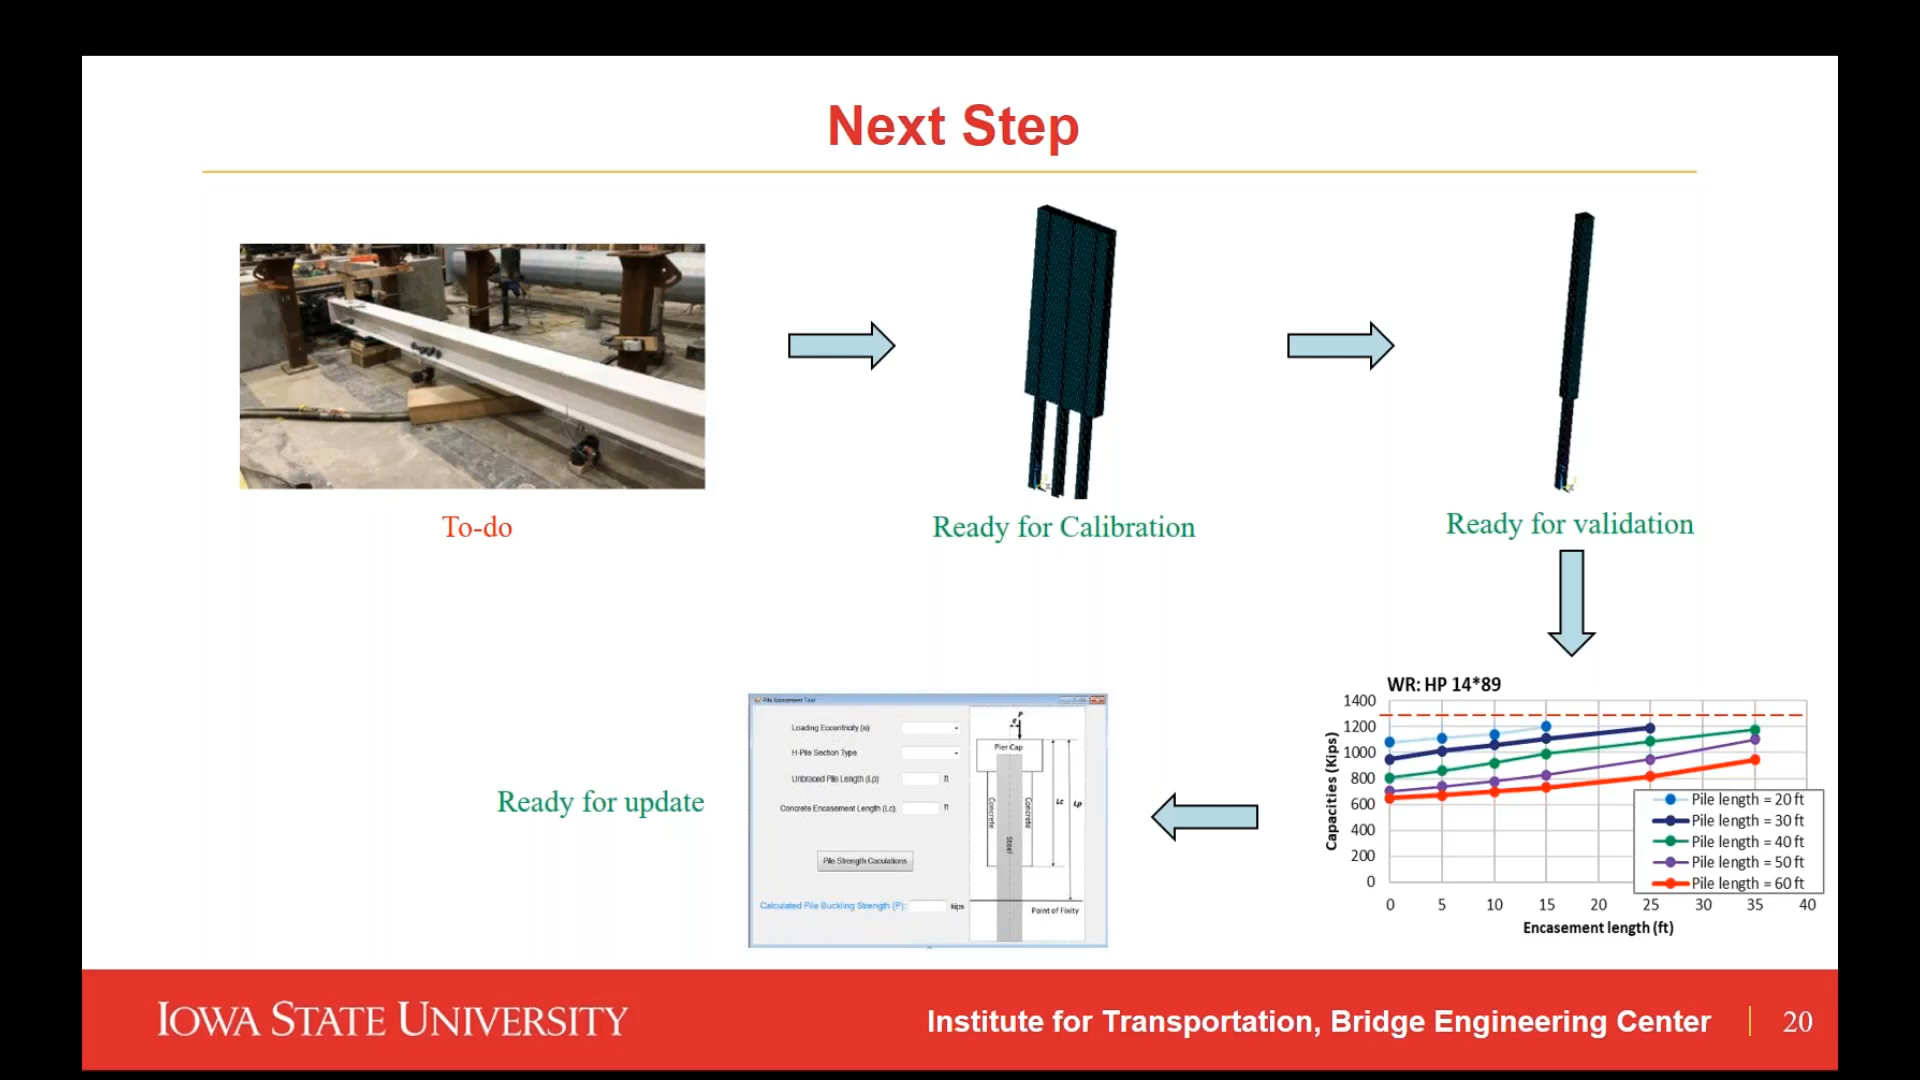 Next Step
To-do
Ready for Calibration
Ready for validation
Ready for update
Pile Assessment Tool
Loading Eccentricity (e)
H-Pile Section Type
Unbraced Pile Length (Lp)
ft
Concrete Encasement Length (Lc)
ft
Pile Strength Caculations
Calculated Pile Buckling Strength (P):
kips
P
e
Pier Cap
Concrete
Concrete
Steel
Lc
Lp
Point of Fixity
WR: HP 14*89
Capacities (Kips)
1400
1200
1000
800
600
400
200
0
0 5 10 15 20 25 30 35 40
Encasement length (ft)
Pile length = 20 ft
Pile length = 30 ft
Pile length = 40 ft
Pile length = 50 ft
Pile length = 60 ft
IOWA STATE UNIVERSITY
Institute for Transportation, Bridge Engineering Center
20